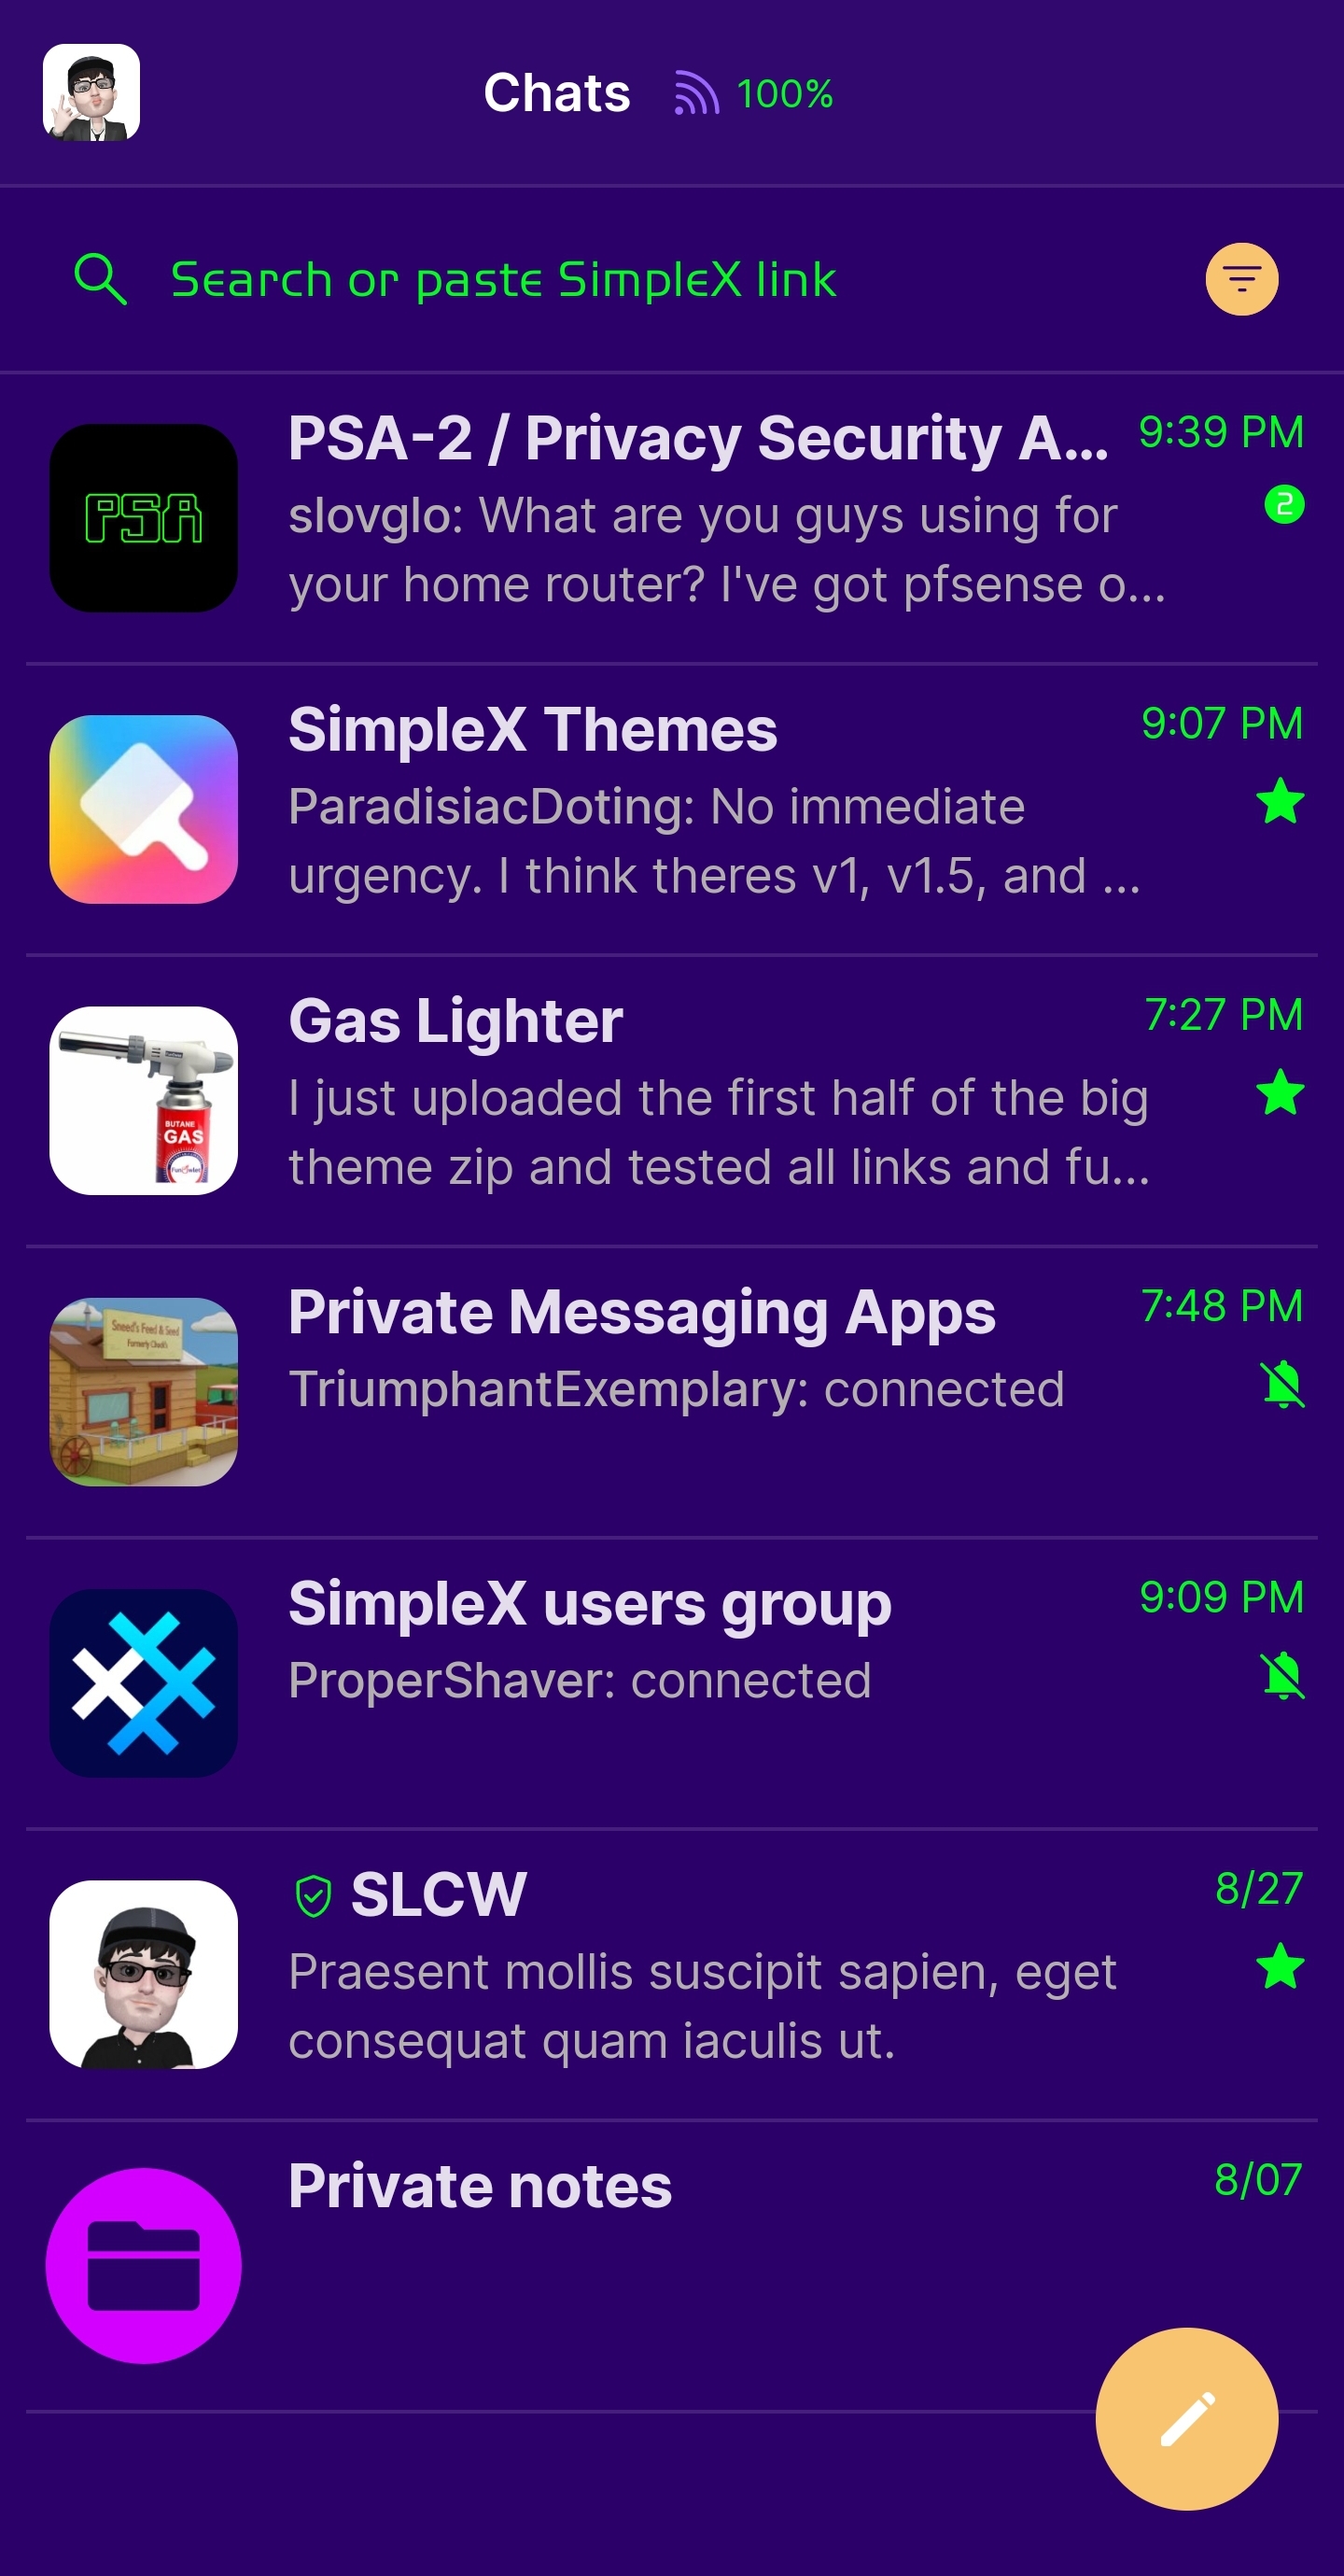 Chats 100%
Search or paste SimpleX link
PSA
PSA-2 / Privacy Security A... 9:39 PM
slovglo: What are you guys using for 2
your home router? I've got pfsense o...
SimpleX Themes 9:07 PM
ParadisiacDoting: No immediate
urgency. I think theres v1, v1.5, and ...
Gas Lighter 7:27 PM
I just uploaded the first half of the big
theme zip and tested all links and fu...
BUTANE
GAS
Private Messaging Apps 7:48 PM
Sneed's Feed & Seed
Formerly Chuck's
TriumphantExemplary: connected
SimpleX users group 9:09 PM
ProperShaver: connected
SLCW 8/27
Praesent mollis suscipit sapien, eget
consequat quam iaculis ut.
Private notes 8/07